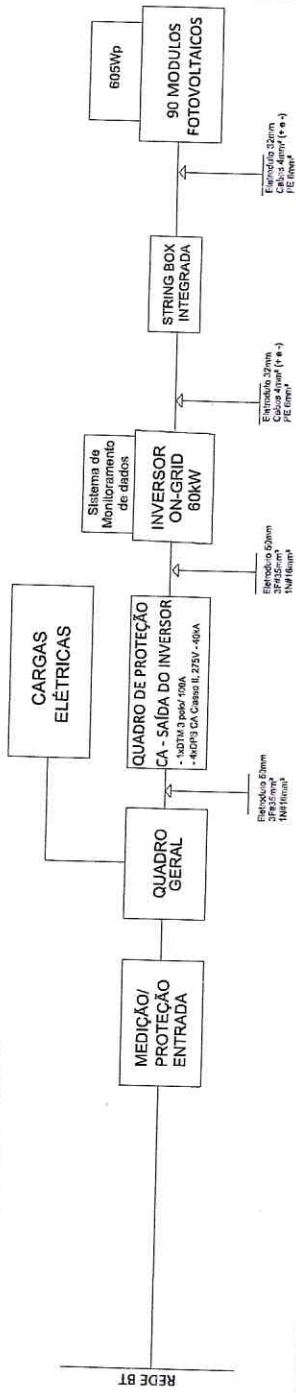 REDE BT
MEDIÇÃO/
PROTEÇÃO
ENTRADA
QUADRO
GERAL
CARGAS
ELÉTRICAS
Eletroduto 50mm
3F#35mm²
1N#16mm²
QUADRO DE PROTEÇÃO
CA - SAÍDA DO INVERSOR
- 1xDTM 3 polo/ 100A
- 4xDPS CA Classe II, 275V - 40kA
Eletroduto 50mm
3F#35mm²
1N#16mm²
Sistema de
Monitoramento
de dados
INVERSOR
ON-GRID
60kW
Eletroduto 32mm
Cabos 4mm² (+ e -)
PE 6mm²
STRING BOX
INTEGRADA
Eletroduto 32mm
Cabos 4mm² (+ e -)
PE 6mm²
605Wp
90 MODULOS
FOTOVOLTAICOS